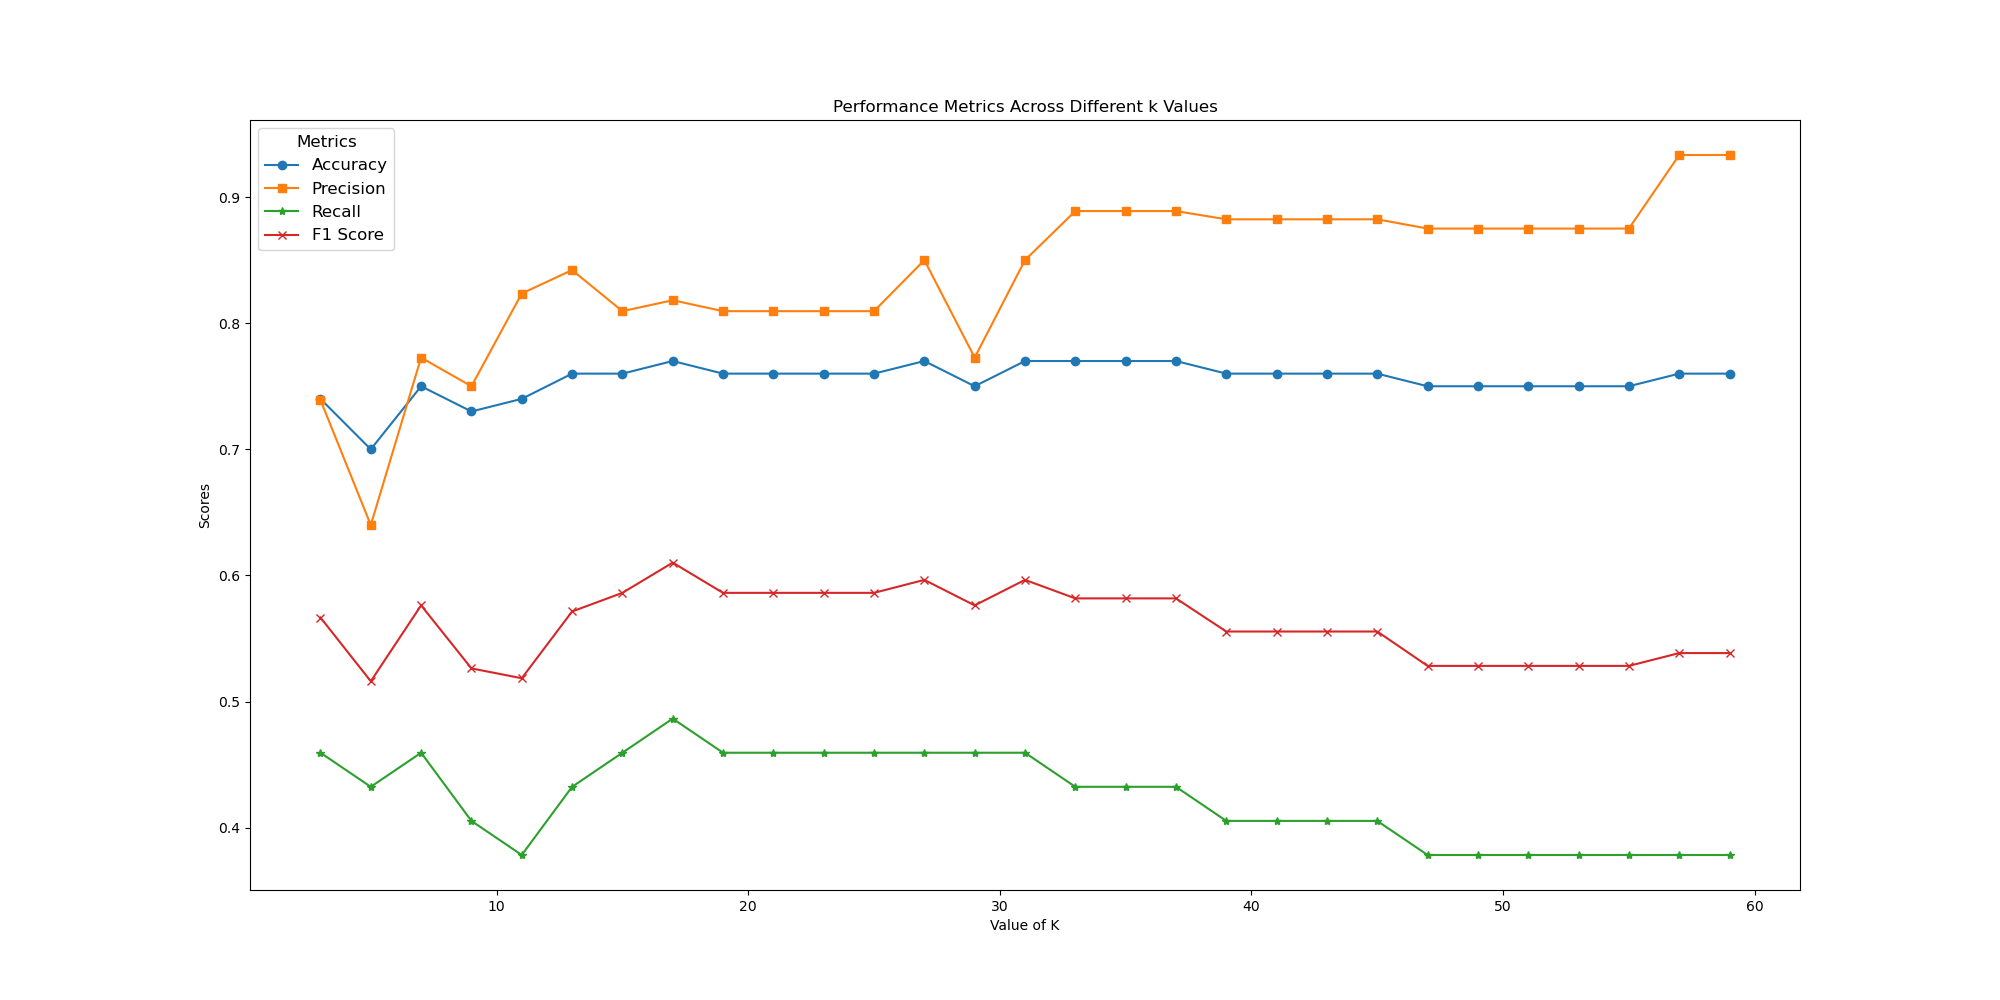 Performance Metrics Across Different k Values
Metrics
Accuracy
Precision
Recall
F1 Score
0.9
0.8
0.7
0.6
0.5
0.4
Scores
10 20 30 40 50 60
Value of K